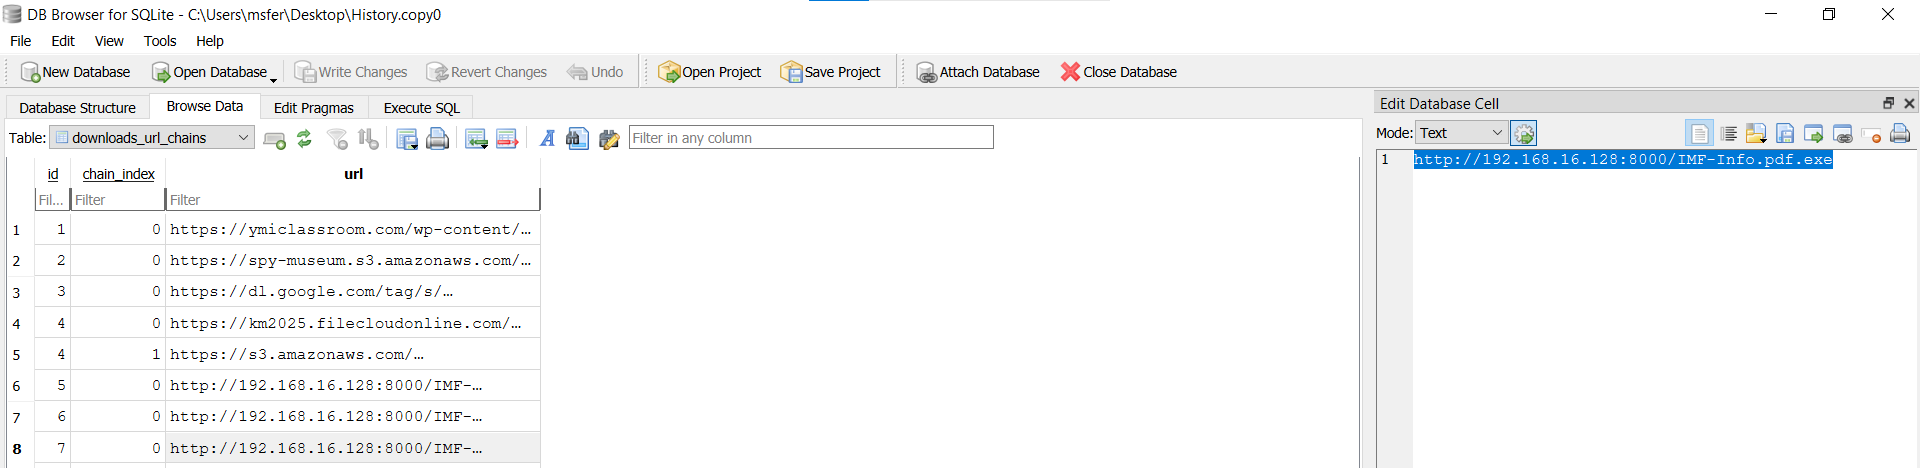 DB Browser for SQLite - C:\Users\msfer\Desktop\History.copy0
File Edit View Tools Help
New Database Open Database Write Changes Revert Changes Undo Open Project Save Project Attach Database Close Database
Database Structure Browse Data Edit Pragmas Execute SQL
Table: downloads_url_chains Filter in any column
id chain_index url
Fil... Filter Filter
1 1 0 https://ymiclassroom.com/wp-content/…
2 2 0 https://spy-museum.s3.amazonaws.com/…
3 3 0 https://dl.google.com/tag/s/…
4 4 0 https://km2025.filecloudonline.com/…
5 4 1 https://s3.amazonaws.com/…
6 5 0 http://192.168.16.128:8000/IMF-…
7 6 0 http://192.168.16.128:8000/IMF-…
8 7 0 http://192.168.16.128:8000/IMF-…
Edit Database Cell
Mode: Text
1 http://192.168.16.128:8000/IMF-Info.pdf.exe